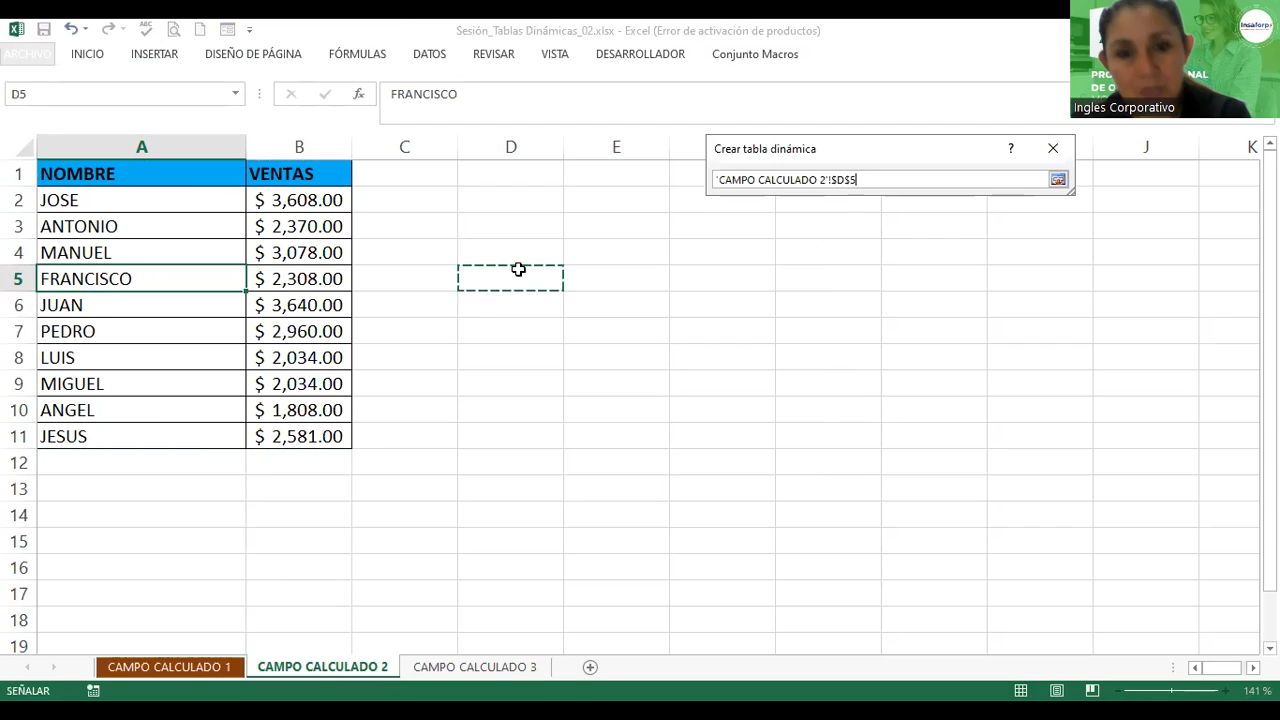 Sesión_Tablas Dinámicas_02.xlsx - Excel (Error de activación de productos)
ARCHIVO INICIO INSERTAR DISEÑO DE PÁGINA FÓRMULAS DATOS REVISAR VISTA DESARROLLADOR Conjunto Macros
D5 fx FRANCISCO
Insaforp
Ingles Corporativo
Crear tabla dinámica ? 
'CAMPO CALCULADO 2'!$D$5
A B C D E J K
1 NOMBRE VENTAS
2 JOSE $ 3,608.00
3 ANTONIO $ 2,370.00
4 MANUEL $ 3,078.00
5 FRANCISCO $ 2,308.00
6 JUAN $ 3,640.00
7 PEDRO $ 2,960.00
8 LUIS $ 2,034.00
9 MIGUEL $ 2,034.00
10 ANGEL $ 1,808.00
11 JESUS $ 2,581.00
12
13
14
15
16
17
18
19
CAMPO CALCULADO 1 CAMPO CALCULADO 2 CAMPO CALCULADO 3
SEÑALAR 141 %